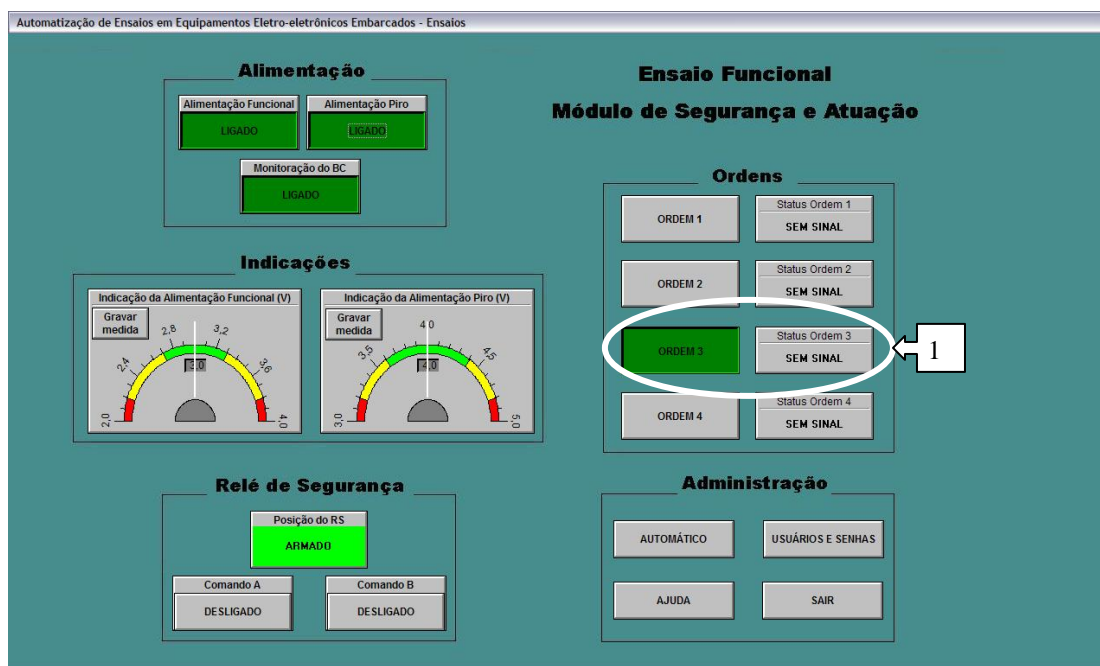 Automatização de Ensaios em Equipamentos Eletro-eletrônicos Embarcados - Ensaios
Alimentação
Alimentação Funcional
LIGADO
Alimentação Piro
LIGADO
Monitoração do BC
LIGADO
Indicações
Indicação da Alimentação Funcional (V)
Gravar
medida
2,0
2,4
2,8
3,2
3,6
4,0
3,0
Indicação da Alimentação Piro (V)
Gravar
medida
3,0
3,5
4,0
4,5
5,0
4,0
Relé de Segurança
Posição do RS
ARMADO
Comando A
DESLIGADO
Comando B
DESLIGADO
Ensaio Funcional
Módulo de Segurança e Atuação
Ordens
ORDEM 1
Status Ordem 1
SEM SINAL
ORDEM 2
Status Ordem 2
SEM SINAL
ORDEM 3
Status Ordem 3
SEM SINAL
1
ORDEM 4
Status Ordem 4
SEM SINAL
Administração
AUTOMÁTICO
USUÁRIOS E SENHAS
AJUDA
SAIR